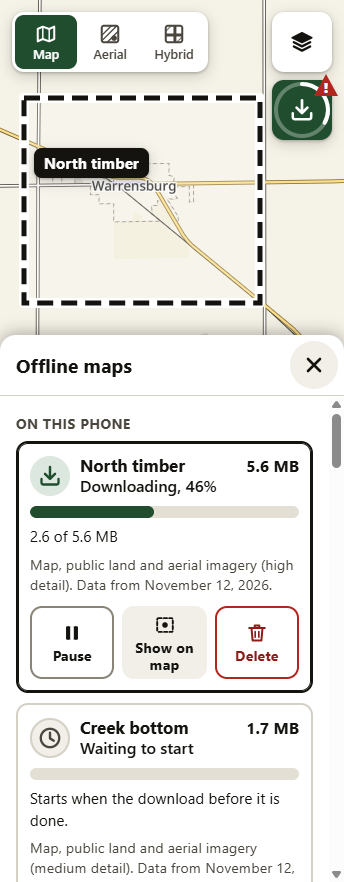 Map
Aerial
Hybrid
North timber
Warrensburg
Offline maps
ON THIS PHONE
North timber
5.6 MB
Downloading, 46%
2.6 of 5.6 MB
Map, public land and aerial imagery (high
detail). Data from November 12, 2026.
Pause
Show on
map
Delete
Creek bottom
1.7 MB
Waiting to start
Starts when the download before it is
done.
Map, public land and aerial imagery
(medium detail). Data from November 12,